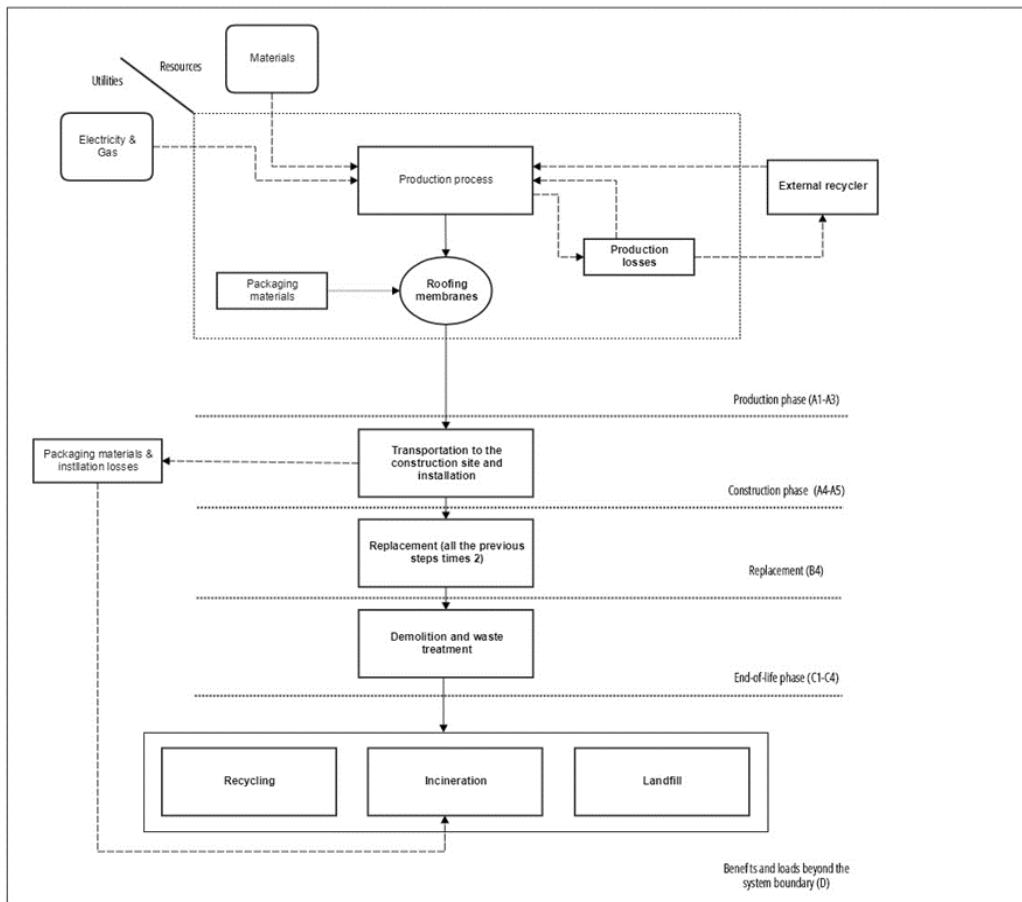 Materials
Resources
Utilities
Electricity &
Gas
Production process
External recycler
Production
losses
Packaging
materials
Roofing
membranes
Production phase (A1-A3)
Packaging materials &
instllation losses
Transportation to the
construction site and
installation
Construction phase (A4-A5)
Replacement (all the previous
steps times 2)
Replacement (B4)
Demolition and waste
treatment
End-of-life phase (C1-C4)
Recycling
Incineration
Landfill
Benefits and loads beyond the
system boundary (D)